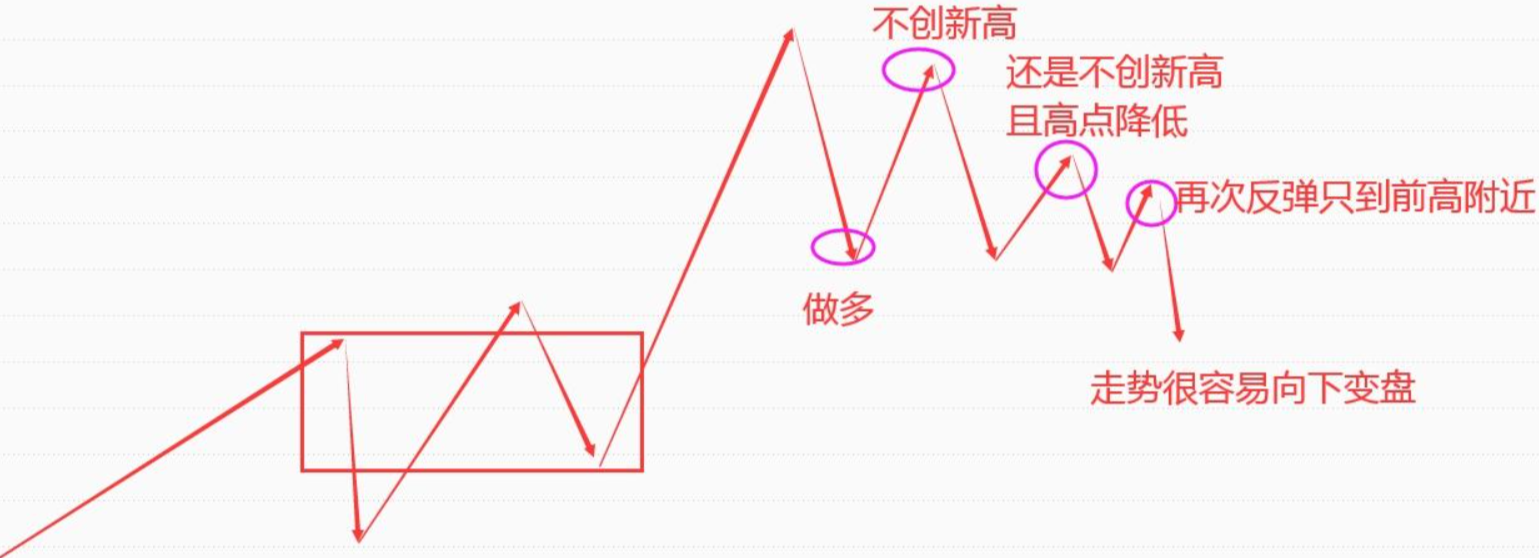 不创新高
还是不创新高
且高点降低
再次反弹只到前高附近
做多
走势很容易向下变盘